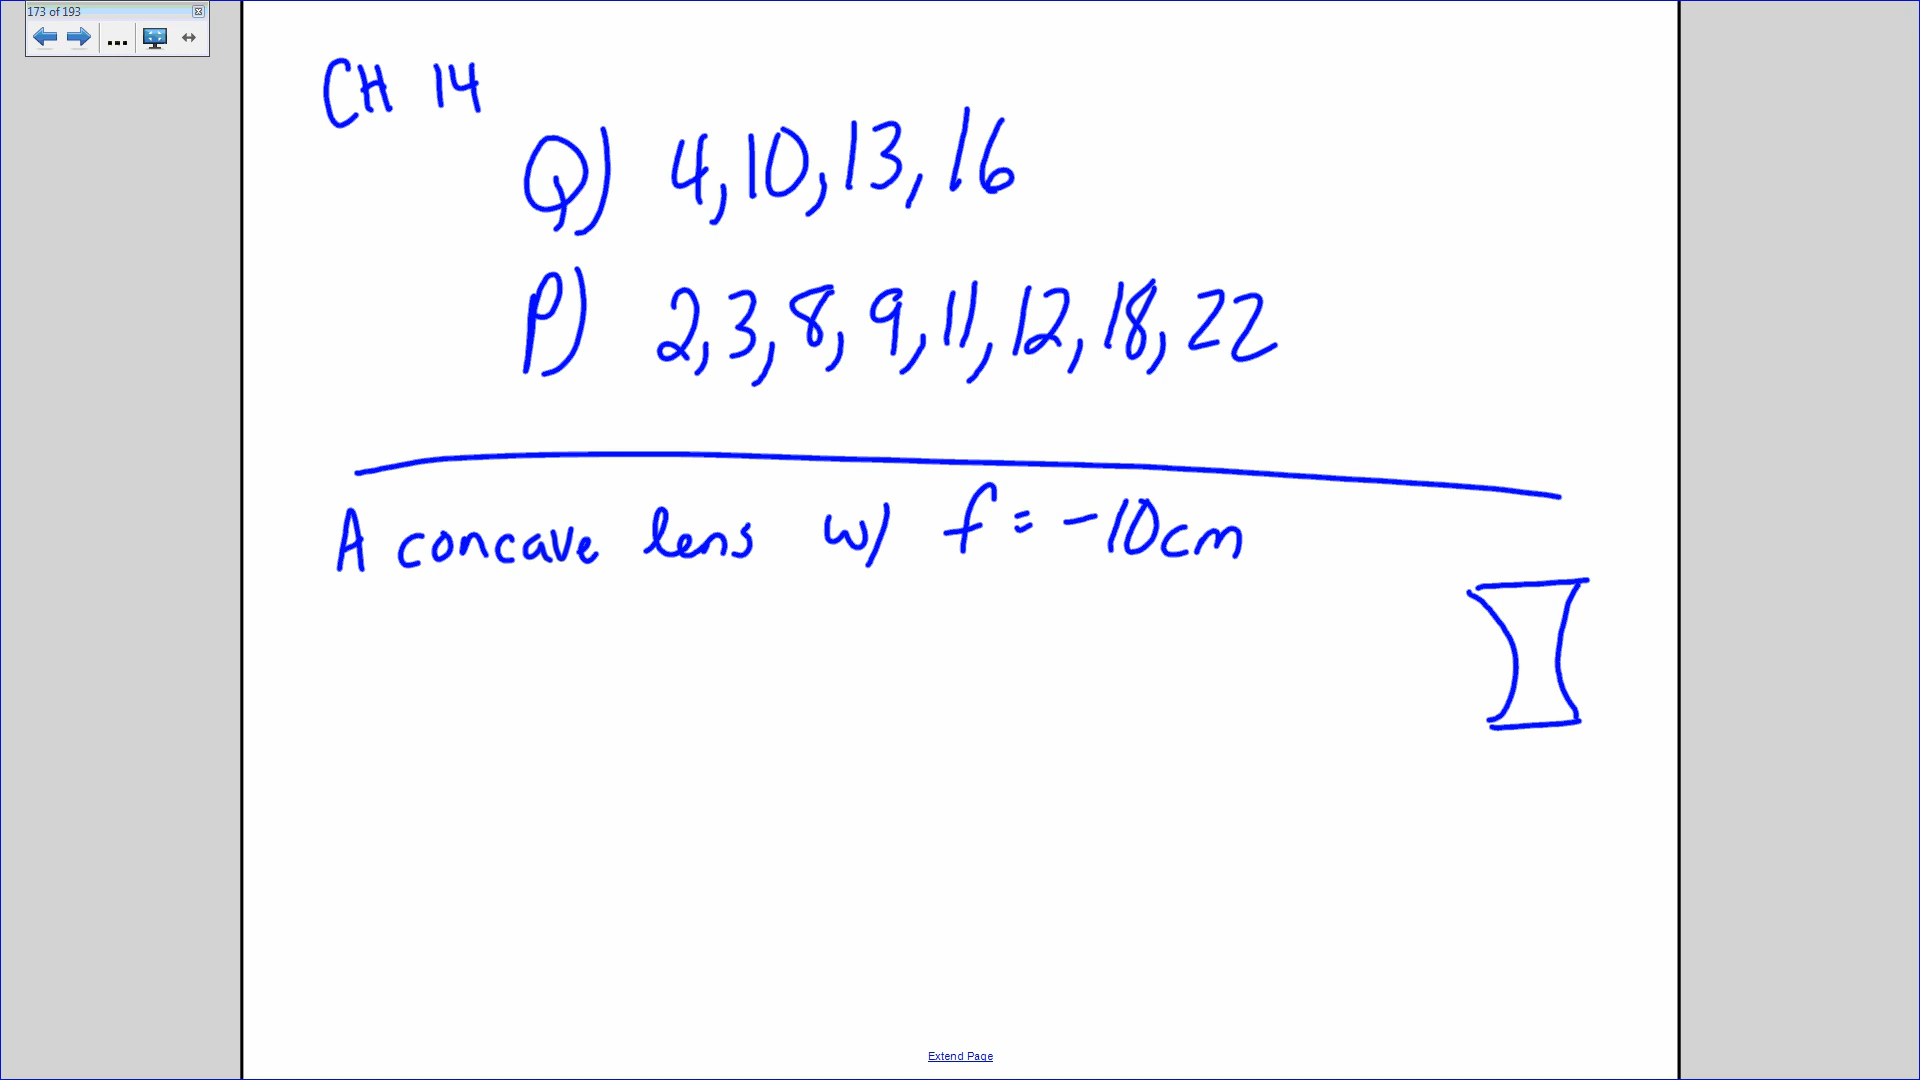 173 of 193
...
CH 14
Q) 4, 10, 13, 16
P) 2, 3, 8, 9, 11, 12, 18, 22
A concave lens w/ f = -10cm
Extend Page